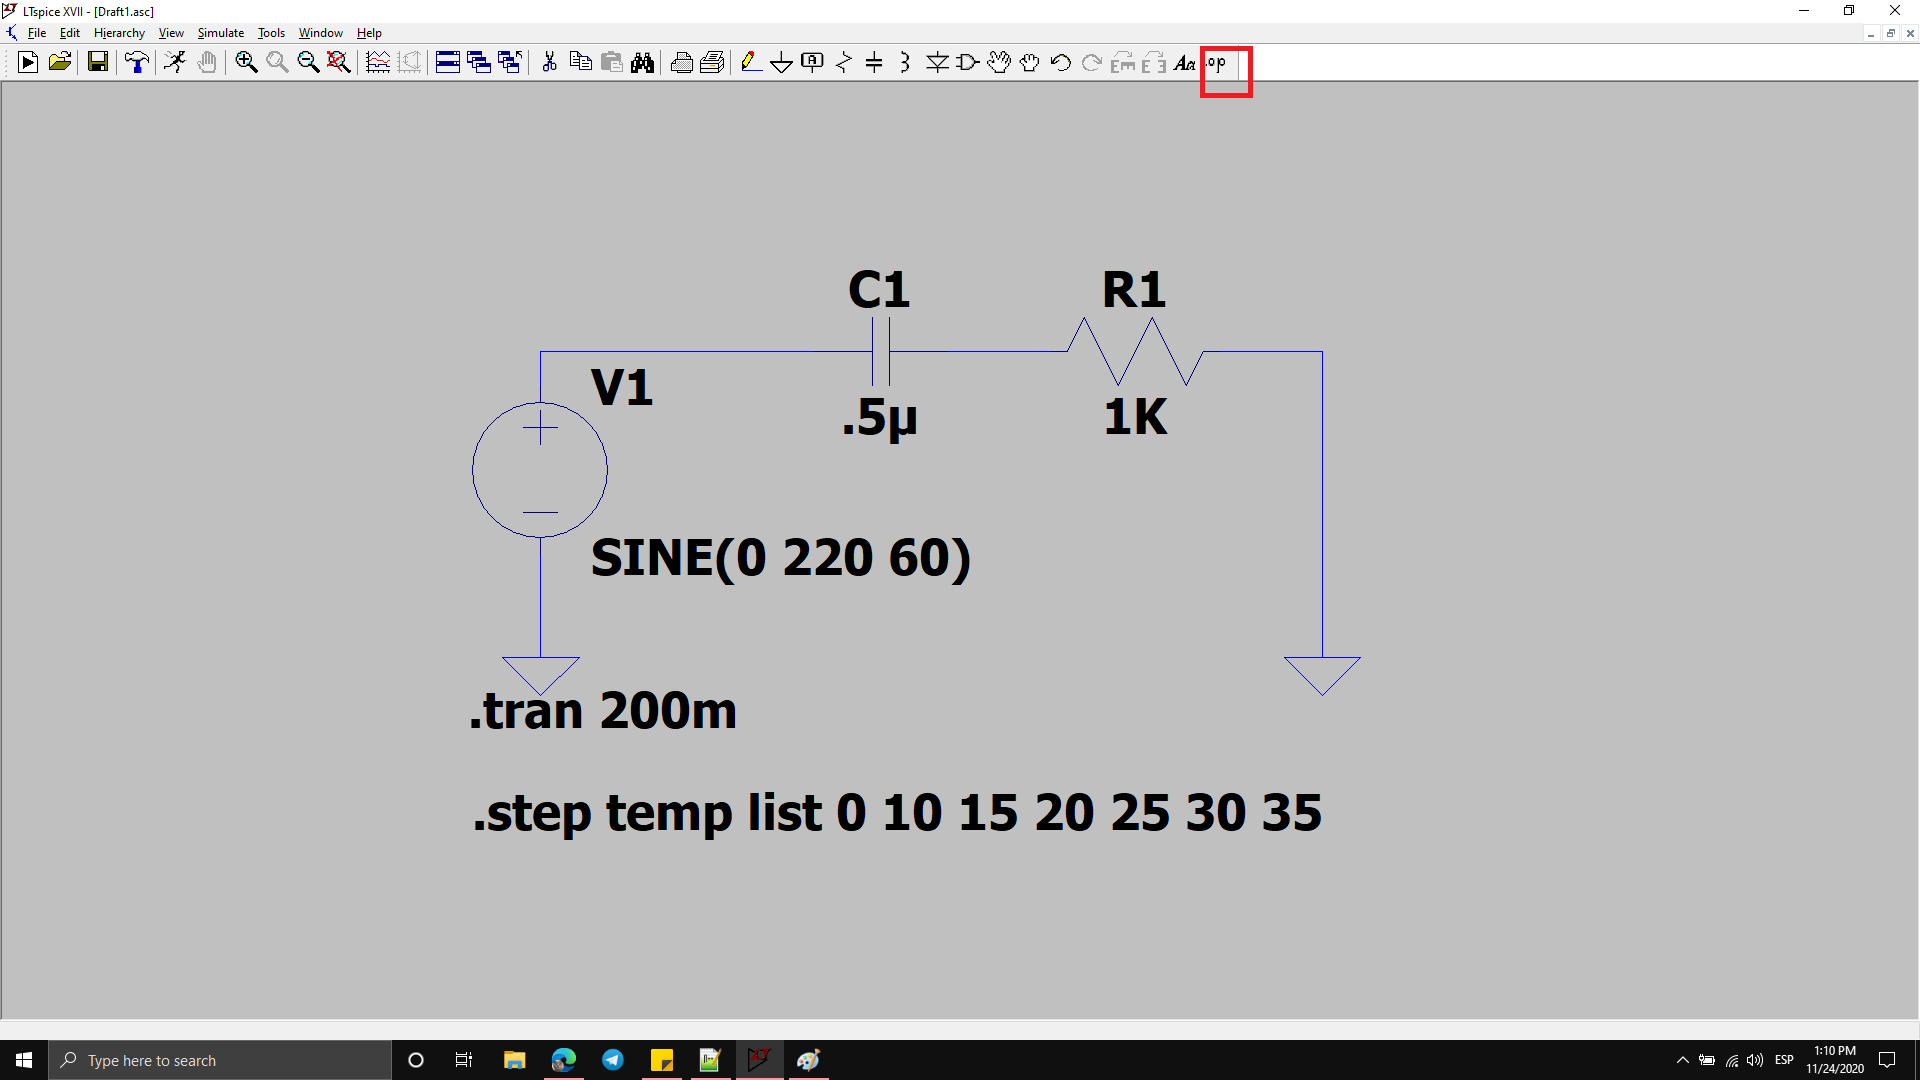 LTspice XVII - [Draft1.asc]
File Edit Hierarchy View Simulate Tools Window Help
Aa .op
C1 R1
V1
.5µ 1K
SINE(0 220 60)
.tran 200m
.step temp list 0 10 15 20 25 30 35
Type here to search
ESP
1:10 PM
11/24/2020